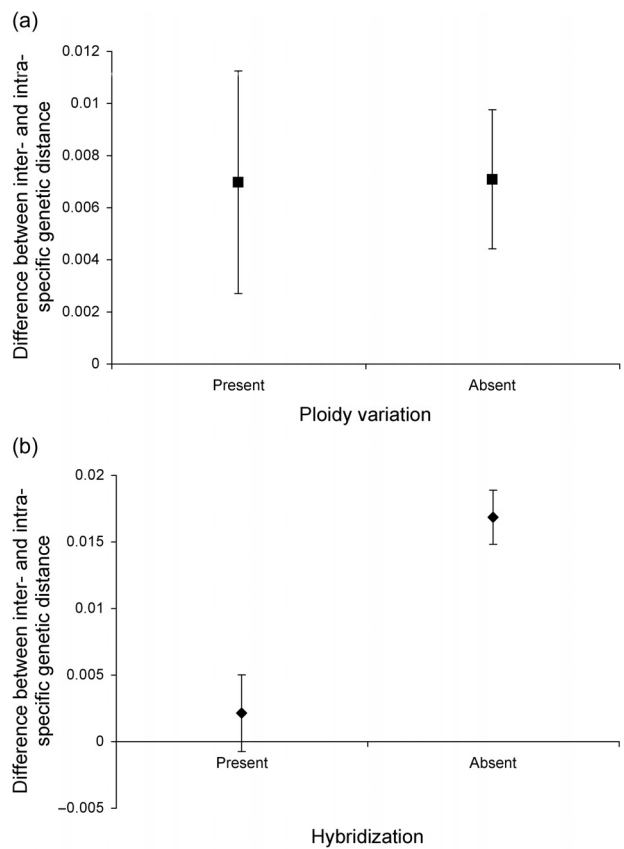 (a)
Difference between inter- and intra-
specific genetic distance
0.012
0.01
0.008
0.006
0.004
0.002
0
Present
Absent
Ploidy variation
(b)
Difference between inter- and intra-
specific genetic distance
0.02
0.015
0.01
0.005
0
−0.005
Present
Absent
Hybridization